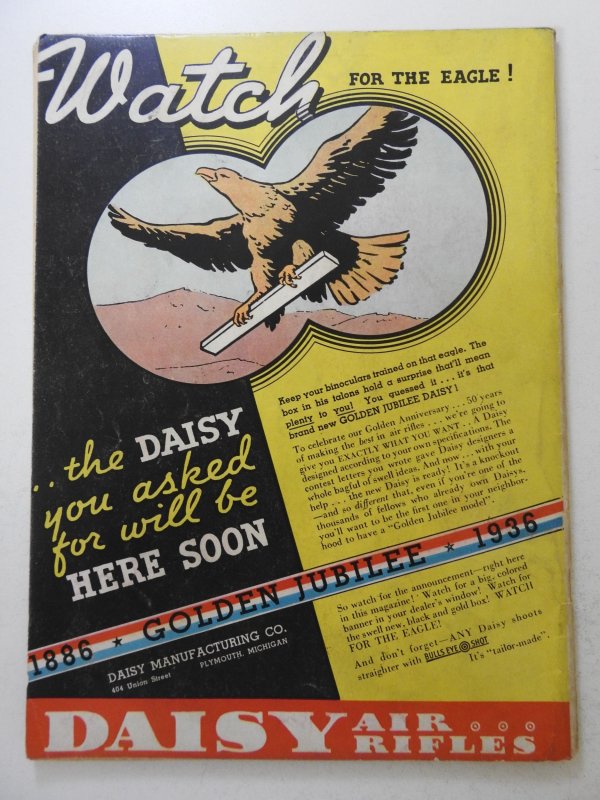 Watch
FOR THE EAGLE!
Keep your binoculars trained on that eagle. The
box in his talons hold a surprise that'll mean
plenty to you! You guessed it . . . it's that
brand new GOLDEN JUBILEE DAISY!
To celebrate our Golden Anniversary . . . 50 years
of making the best in air rifles . . . we're going to
give you EXACTLY WHAT YOU WANT . . A Daisy
designed according to your own specifications. The
contest letters you wrote gave Daisy designers a
whole bagful of swell ideas. And now . . with your
help . . . the new Daisy is ready! It's a knockout
—and so different that, even if you're one of the
thousands of fellows who already own Daisys,
you'll want to be the first one in your neighbor-
hood to have a "Golden Jubilee model".
. . the DAISY
you asked
for will be
HERE SOON
1886 ★ GOLDEN JUBILEE ★ 1936
So watch for the announcement—right here
in this magazine! Watch for a big, colored
banner in your dealer's window! Watch for
the swell new, black and gold box! WATCH
FOR THE EAGLE!
And don't forget—ANY Daisy shoots
straighter with BULLS EYE SHOT.
It's "tailor-made".
DAISY MANUFACTURING CO.
404 Union Street PLYMOUTH, MICHIGAN
DAISY AIR
RIFLES